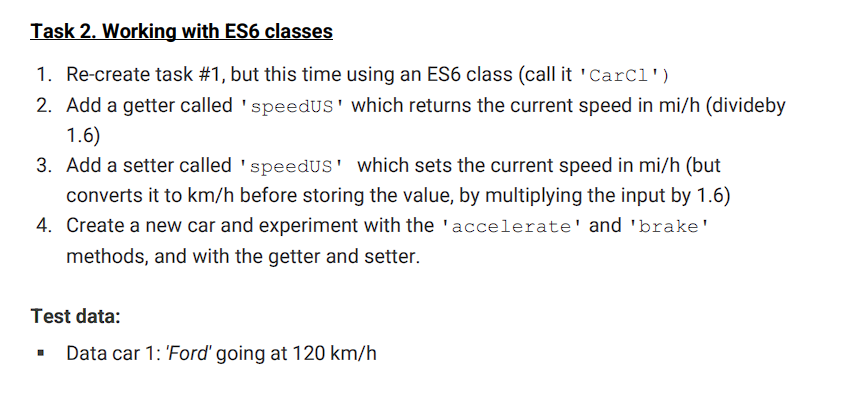 Task 2. Working with ES6 classes
1. Re-create task #1, but this time using an ES6 class (call it 'CarCl')
2. Add a getter called 'speedUS' which returns the current speed in mi/h (divideby
1.6)
3. Add a setter called 'speedUS' which sets the current speed in mi/h (but
converts it to km/h before storing the value, by multiplying the input by 1.6)
4. Create a new car and experiment with the 'accelerate' and 'brake'
methods, and with the getter and setter.
Test data:
▪ Data car 1: 'Ford' going at 120 km/h